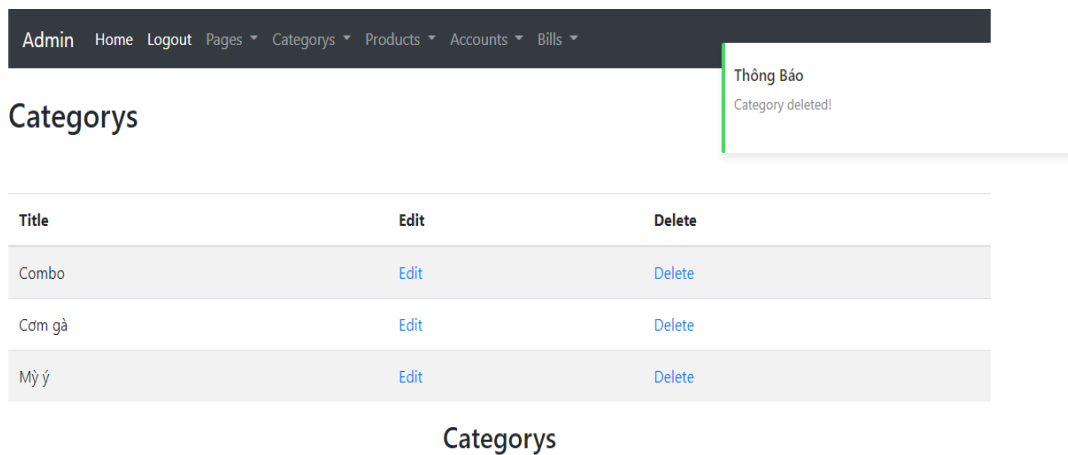 Admin Home Logout Pages Categorys Products Accounts Bills
Thông Báo
Category deleted!
Categorys
Title Edit Delete
Combo Edit Delete
Cơm gà Edit Delete
Mỳ ý Edit Delete
Categorys